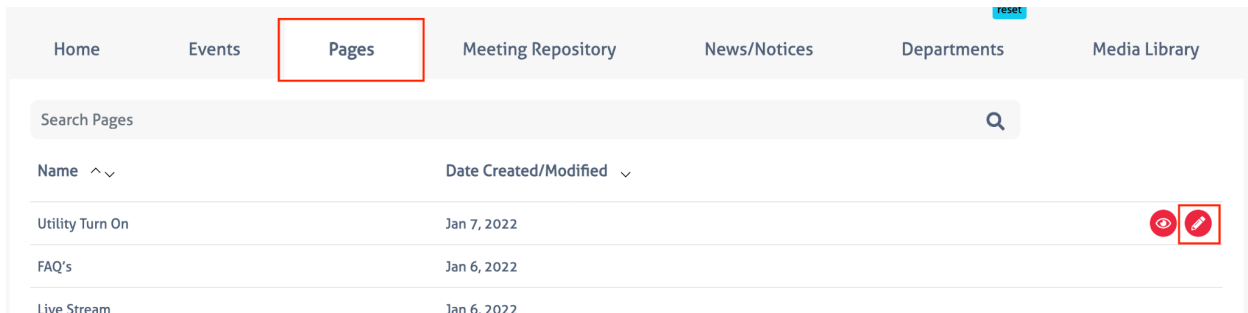 reset
Home Events Pages Meeting Repository News/Notices Departments Media Library
Search Pages
Name Date Created/Modified
Utility Turn On Jan 7, 2022
FAQ's Jan 6, 2022
Live Stream Jan 6, 2022